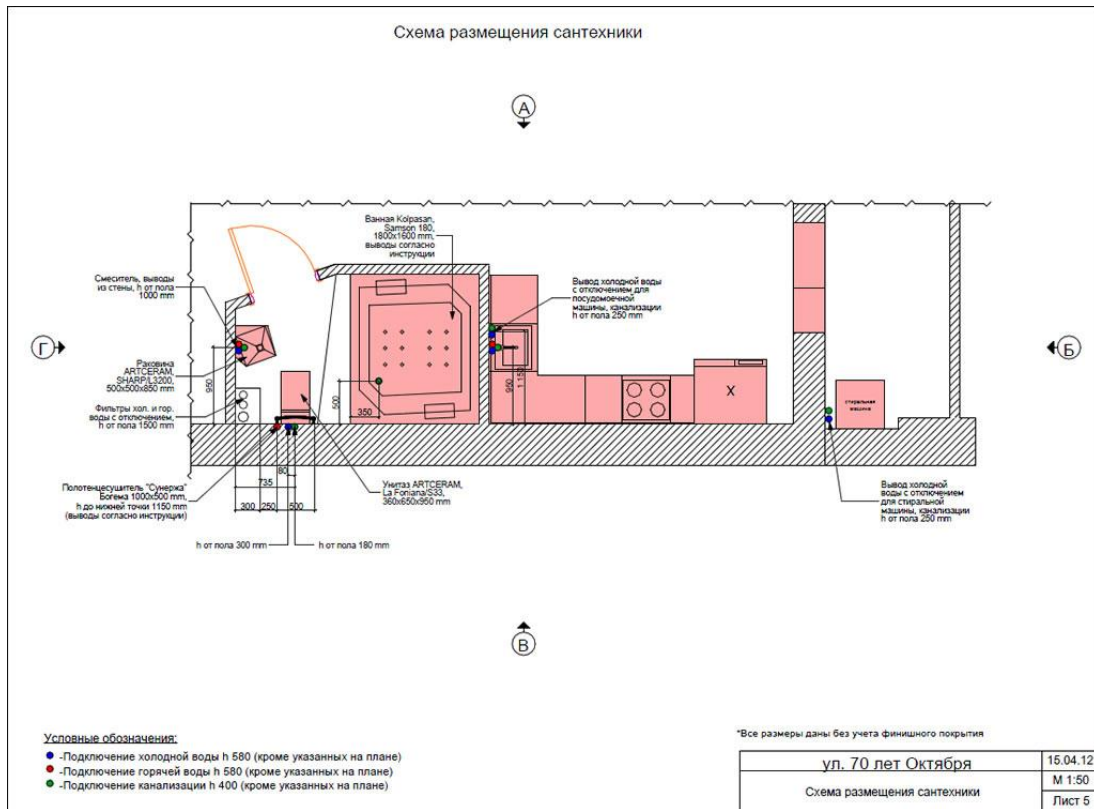 Схема размещения сантехники
А
Ванная Kolpasan,
Samson 180,
1800x1600 mm,
выводы согласно
инструкции
Смеситель, выводы
из стены, h от пола
1000 mm
Вывод холодной воды
с отключением для
посудомоечной
машины, канализации
h от пола 250 mm
Г
Б
Раковина
ARTCERAM,
SHARP/L3200,
500x500x850 mm
950
500
350
950
1 150
X
стиральная
машина
Фильтры хол. и гор.
воды с отключением,
h от пола 1500 mm
80
735
300
250
500
Полотенцесушитель "Сунержа"
Богема 1000x500 mm,
h до нижней точки 1150 mm
(выводы согласно инструкции)
Унитаз ARTCERAM,
La Foniana/S33,
360x650x950 mm
Вывод холодной
воды с отключением
для стиральной
машины, канализации
h от пола 250 mm
h от пола 300 mm
h от пола 180 mm
В
Условные обозначения:
-Подключение холодной воды h 580 (кроме указанных на плане)
-Подключение горячей воды h 580 (кроме указанных на плане)
-Подключение канализации h 400 (кроме указанных на плане)
*Все размеры даны без учета финишного покрытия
ул. 70 лет Октября
15.04.12
Схема размещения сантехники
М 1:50
Лист 5